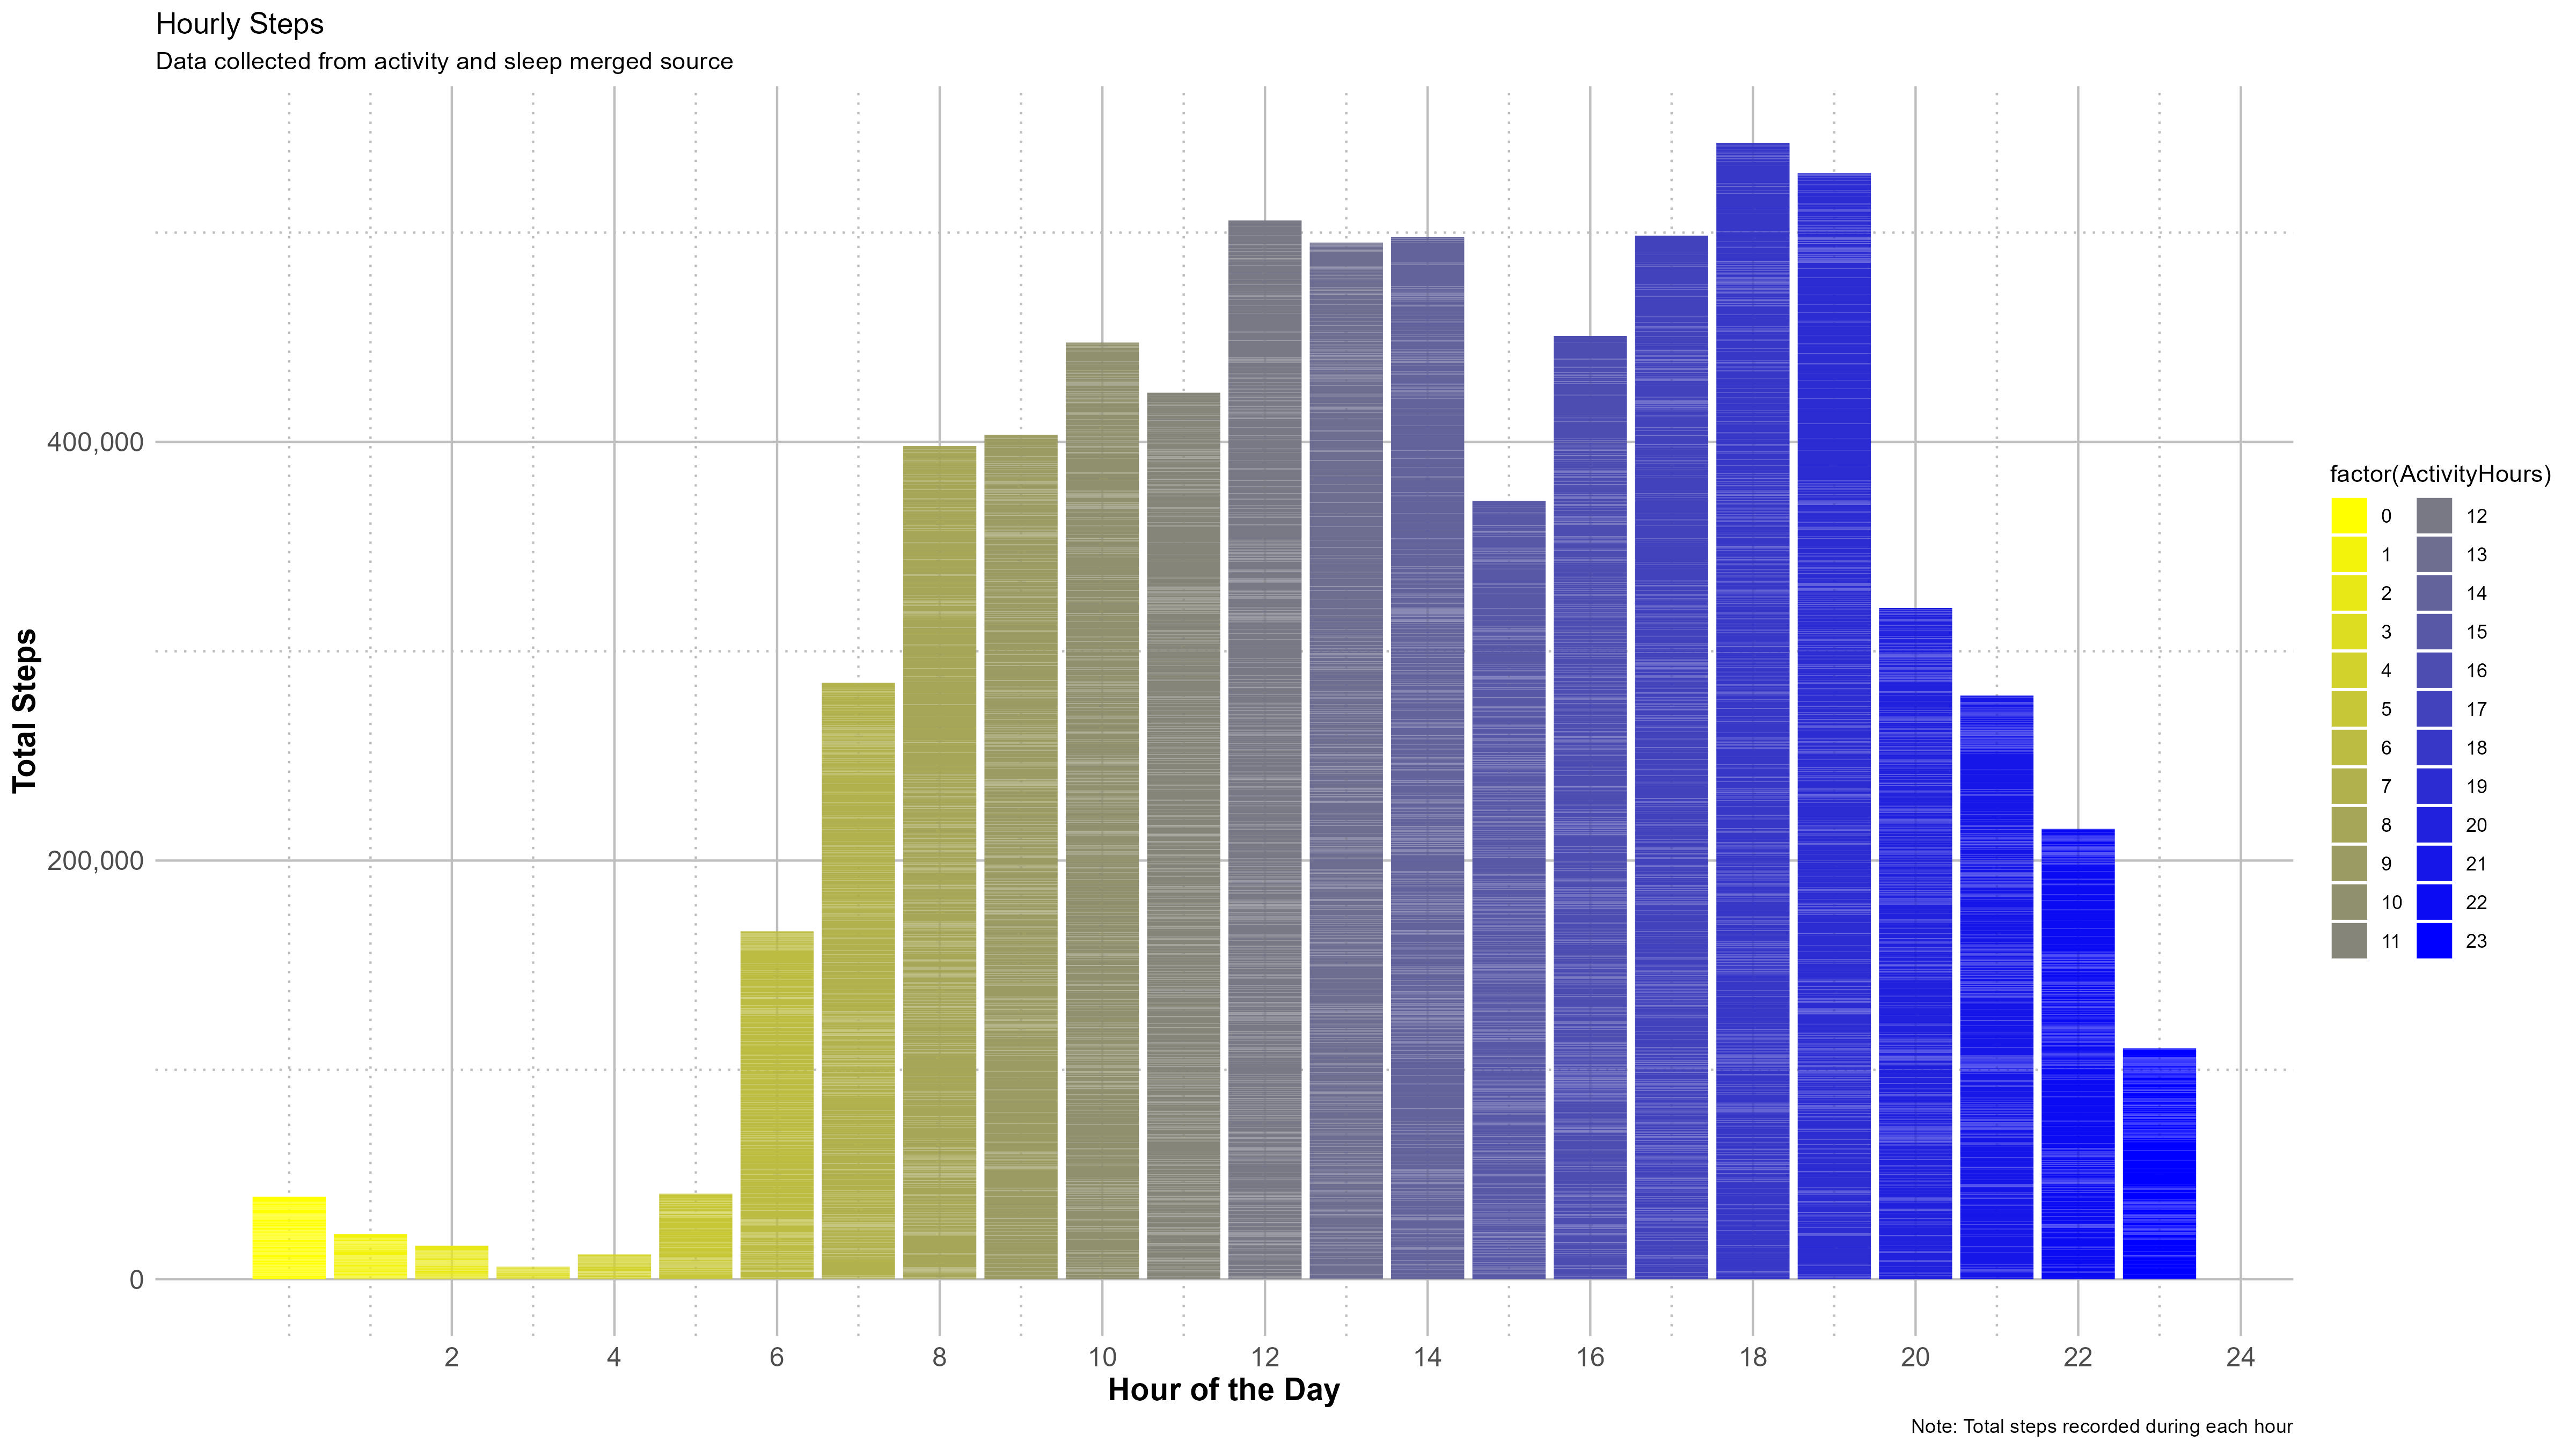 Hourly Steps
Data collected from activity and sleep merged source
Total Steps
400,000
200,000
0
2 4 6 8 10 12 14 16 18 20 22 24
Hour of the Day
factor(ActivityHours)
0 12
1 13
2 14
3 15
4 16
5 17
6 18
7 19
8 20
9 21
10 22
11 23
Note: Total steps recorded during each hour